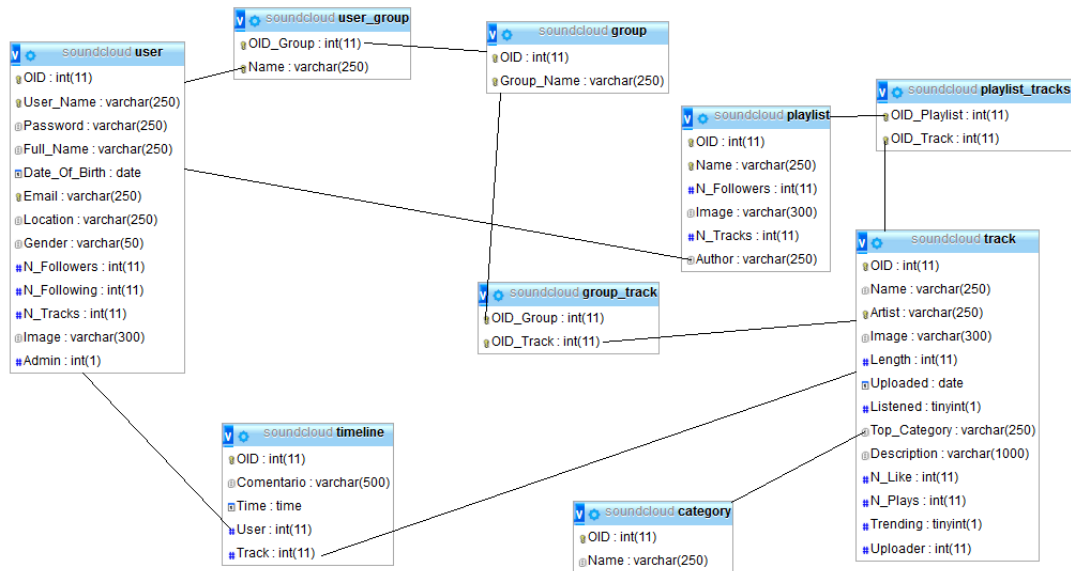 soundcloud user
OID : int(11)
User_Name : varchar(250)
Password : varchar(250)
Full_Name : varchar(250)
Date_Of_Birth : date
Email : varchar(250)
Location : varchar(250)
Gender : varchar(50)
N_Followers : int(11)
N_Following : int(11)
N_Tracks : int(11)
Image : varchar(300)
Admin : int(1)
soundcloud user_group
OID_Group : int(11)
Name : varchar(250)
soundcloud group
OID : int(11)
Group_Name : varchar(250)
soundcloud playlist
OID : int(11)
Name : varchar(250)
N_Followers : int(11)
Image : varchar(300)
N_Tracks : int(11)
Author : varchar(250)
soundcloud playlist_tracks
OID_Playlist : int(11)
OID_Track : int(11)
soundcloud group_track
OID_Group : int(11)
OID_Track : int(11)
soundcloud track
OID : int(11)
Name : varchar(250)
Artist : varchar(250)
Image : varchar(300)
Length : int(11)
Uploaded : date
Listened : tinyint(1)
Top_Category : varchar(250)
Description : varchar(1000)
N_Like : int(11)
N_Plays : int(11)
Trending : tinyint(1)
Uploader : int(11)
soundcloud timeline
OID : int(11)
Comentario : varchar(500)
Time : time
User : int(11)
Track : int(11)
soundcloud category
OID : int(11)
Name : varchar(250)